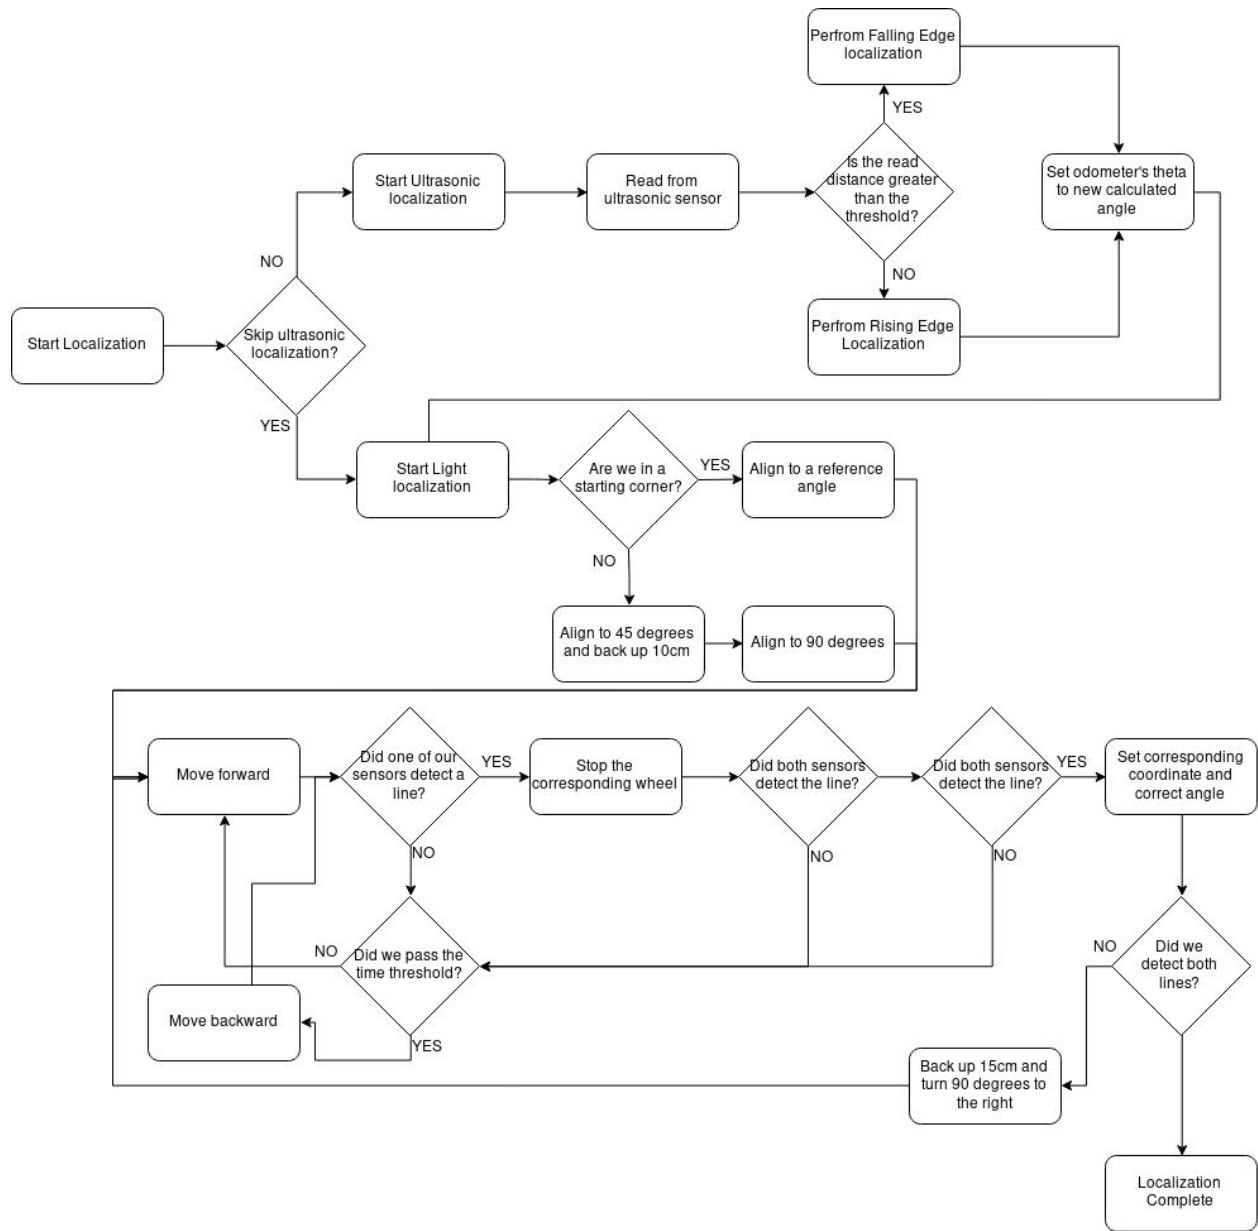 Perfrom Falling Edge
localization
YES
Start Ultrasonic
localization
Read from
ultrasonic sensor
Is the read
distance greater
than the
threshold?
Set odometer's theta
to new calculated
angle
NO
NO
Start Localization
Skip ultrasonic
localization?
Perfrom Rising Edge
Localization
YES
Start Light
localization
Are we in a
starting corner?
YES
Align to a reference
angle
NO
Align to 45 degrees
and back up 10cm
Align to 90 degrees
Move forward
Did one of our
sensors detect a
line?
YES
Stop the
corresponding wheel
Did both sensors
detect the line?
Did both sensors
detect the line?
YES
Set corresponding
coordinate and
correct angle
NO
NO
NO
NO
Did we pass the
time threshold?
NO
Did we
detect both
lines?
Move backward
YES
Back up 15cm and
turn 90 degrees to
the right
Localization
Complete